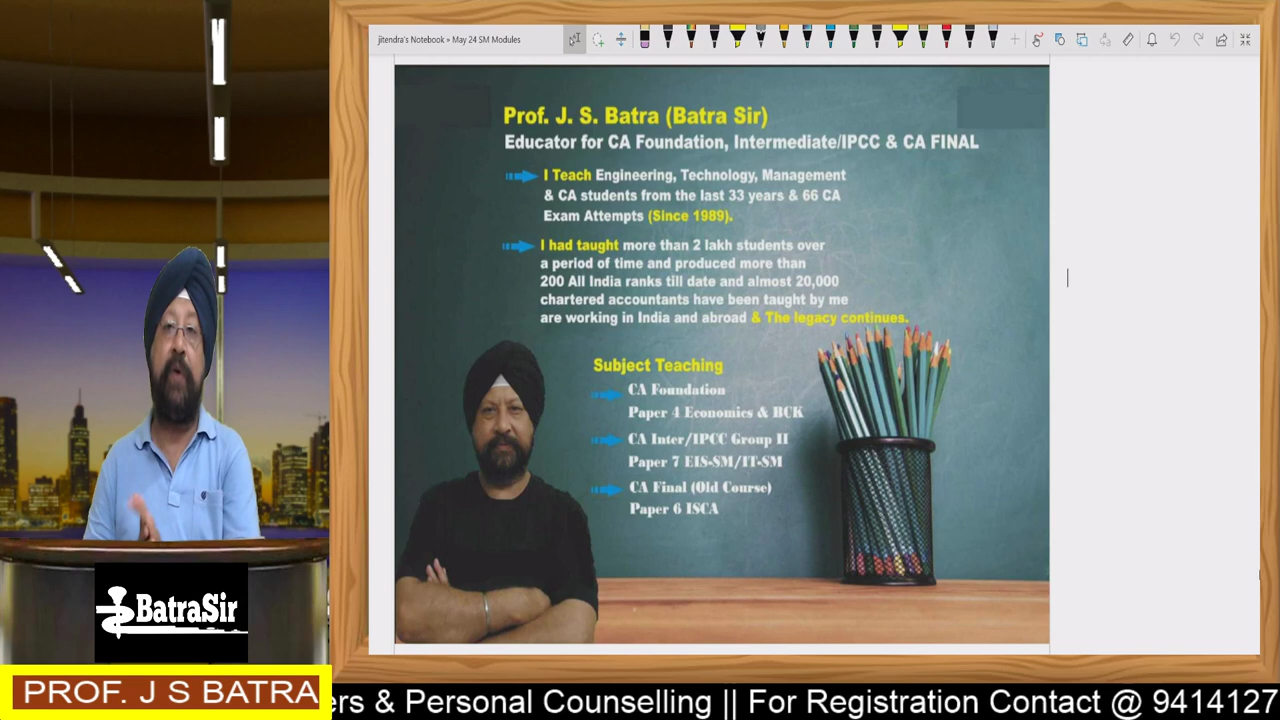 jitendra's Notebook » May 24 SM Modules
Prof. J. S. Batra (Batra Sir)
Educator for CA Foundation, Intermediate/IPCC & CA FINAL
I Teach Engineering, Technology, Management
& CA students from the last 33 years & 66 CA
Exam Attempts (Since 1989).
I had taught more than 2 lakh students over
a period of time and produced more than
200 All India ranks till date and almost 20,000
chartered accountants have been taught by me
are working in India and abroad & The legacy continues.
Subject Teaching
CA Foundation
Paper 4 Economics & BCK
CA Inter/IPCC Group II
Paper 7 EIS-SM/IT-SM
CA Final (Old Course)
Paper 6 ISCA
BatraSir
PROF. J S BATRA
ers & Personal Counselling || For Registration Contact @ 9414127